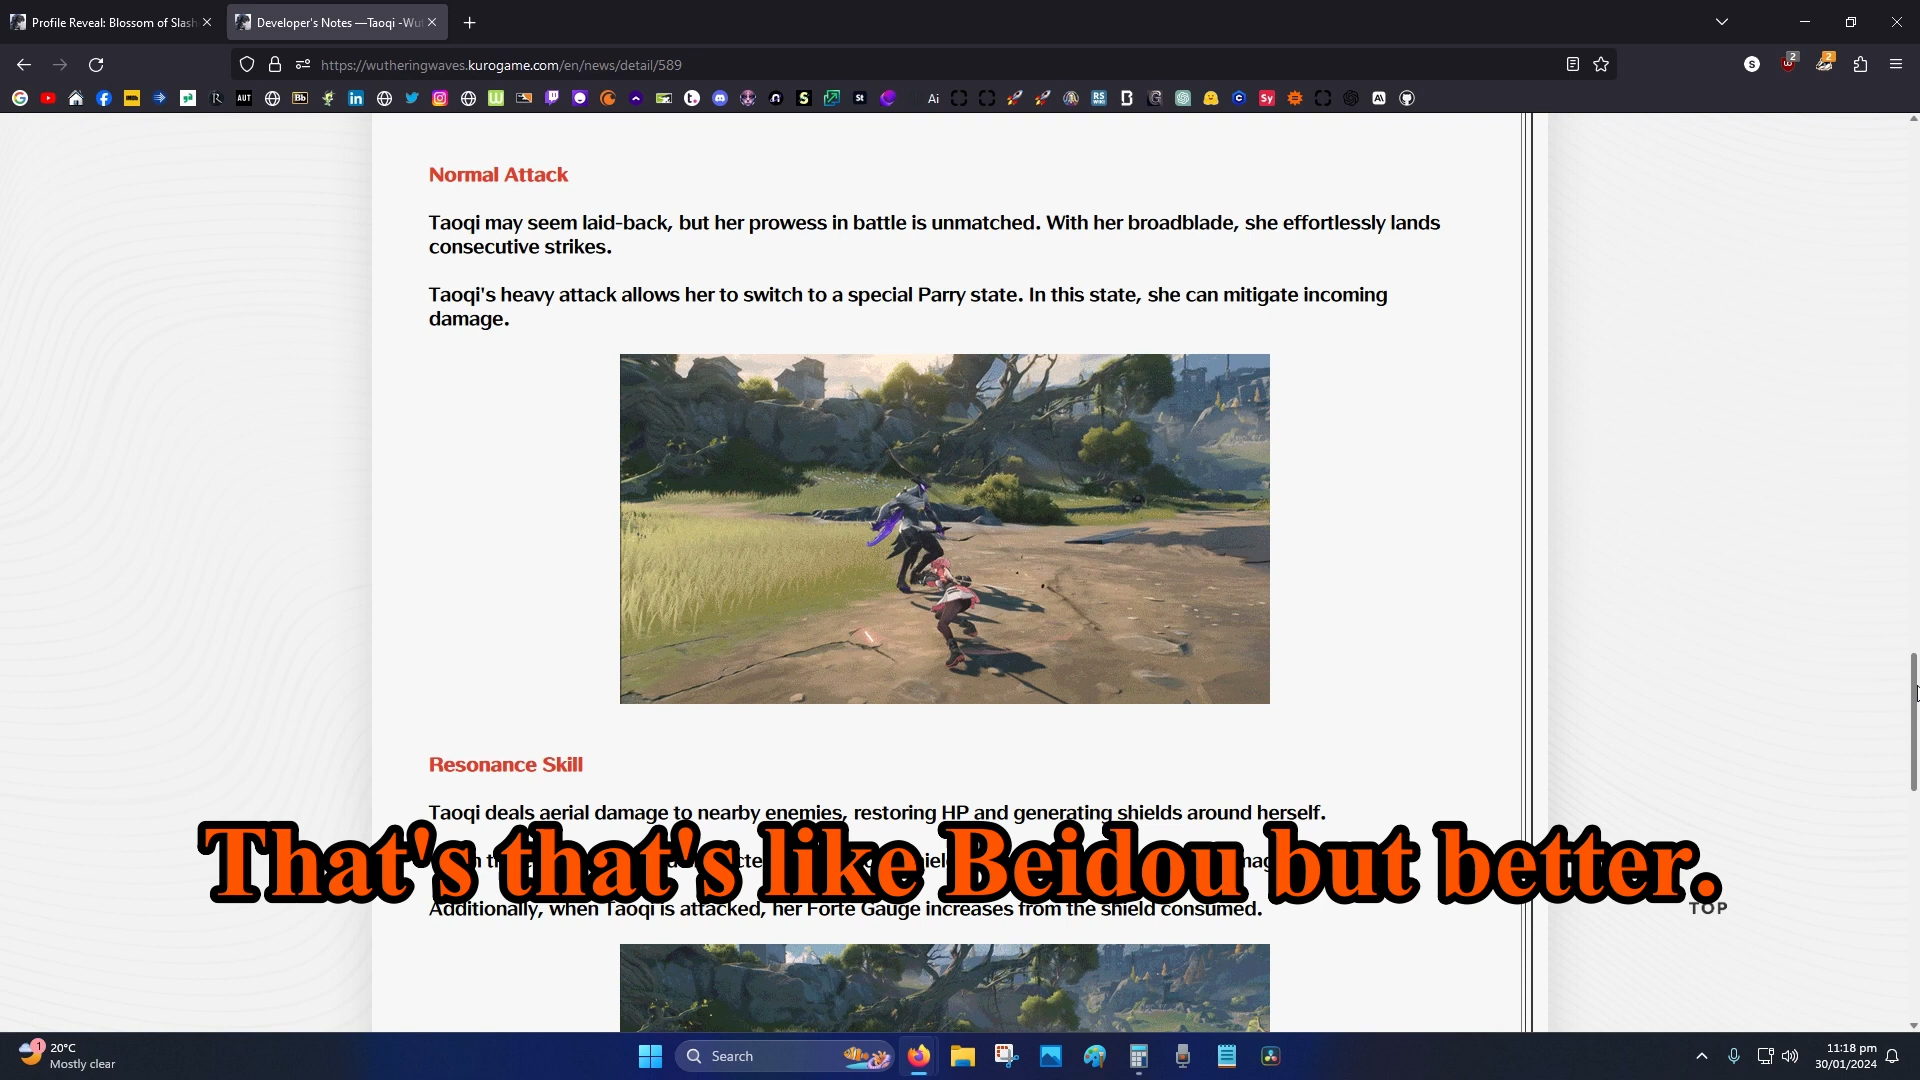 Profile Reveal: Blossom of Slash
Developer's Notes —Taoqi -Wu
https://wutheringwaves.kurogame.com/en/news/detail/589
Normal Attack
Taoqi may seem laid-back, but her prowess in battle is unmatched. With her broadblade, she effortlessly lands
consecutive strikes.
Taoqi's heavy attack allows her to switch to a special Parry state. In this state, she can mitigate incoming
damage.
Resonance Skill
Taoqi deals aerial damage to nearby enemies, restoring HP and generating shields around herself.
That's that's like Beidou but better.
Additionally, when Taoqi is attacked, her Forte Gauge increases from the shield consumed.
TOP
1
20°C
Mostly clear
Search
11:18 pm
30/01/2024